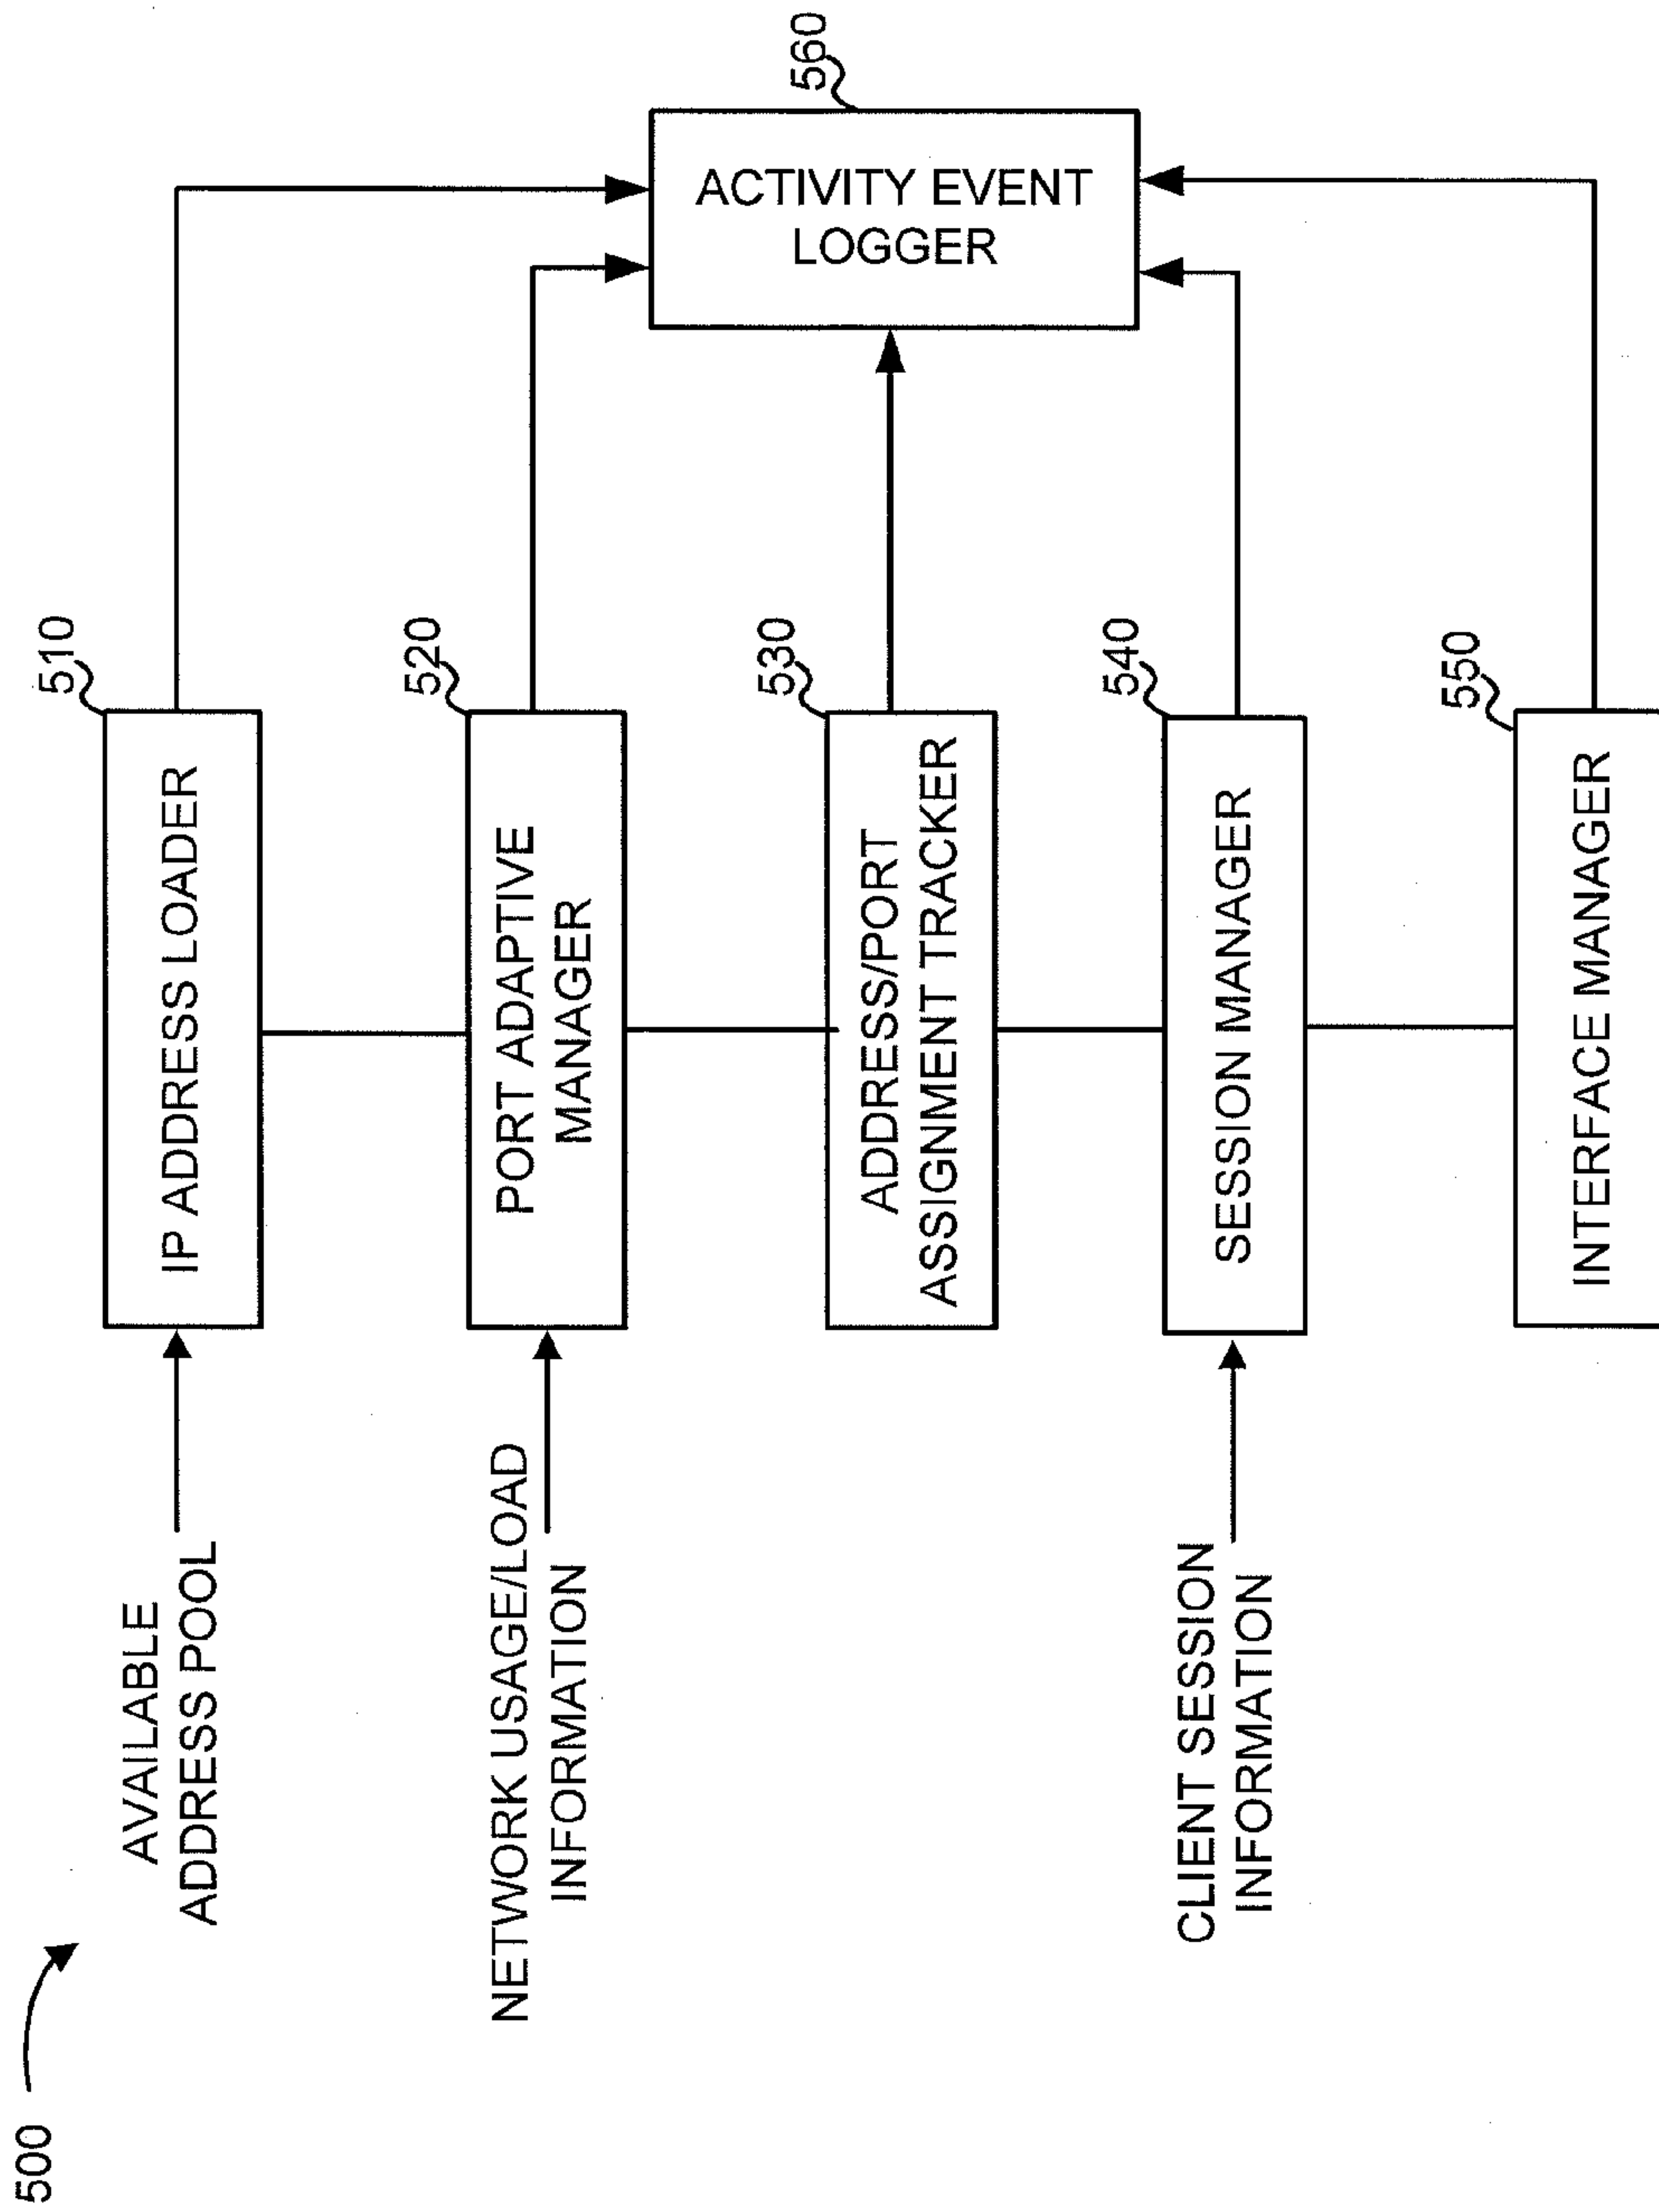 500
AVAILABLE
ADDRESS POOL
510
IP ADDRESS LOADER
NETWORK USAGE/LOAD
INFORMATION
520
PORT ADAPTIVE
MANAGER
530
ADDRESS/PORT
ASSIGNMENT TRACKER
CLIENT SESSION
INFORMATION
540
SESSION MANAGER
550
INTERFACE MANAGER
560
ACTIVITY EVENT
LOGGER